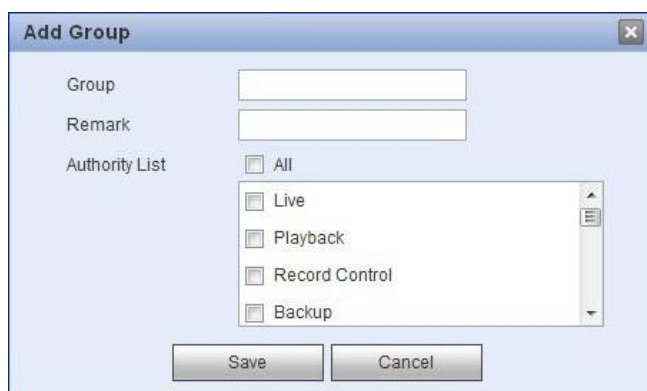 Add Group
Group
Remark
Authority List All
Live
Playback
Record Control
Backup
Save Cancel